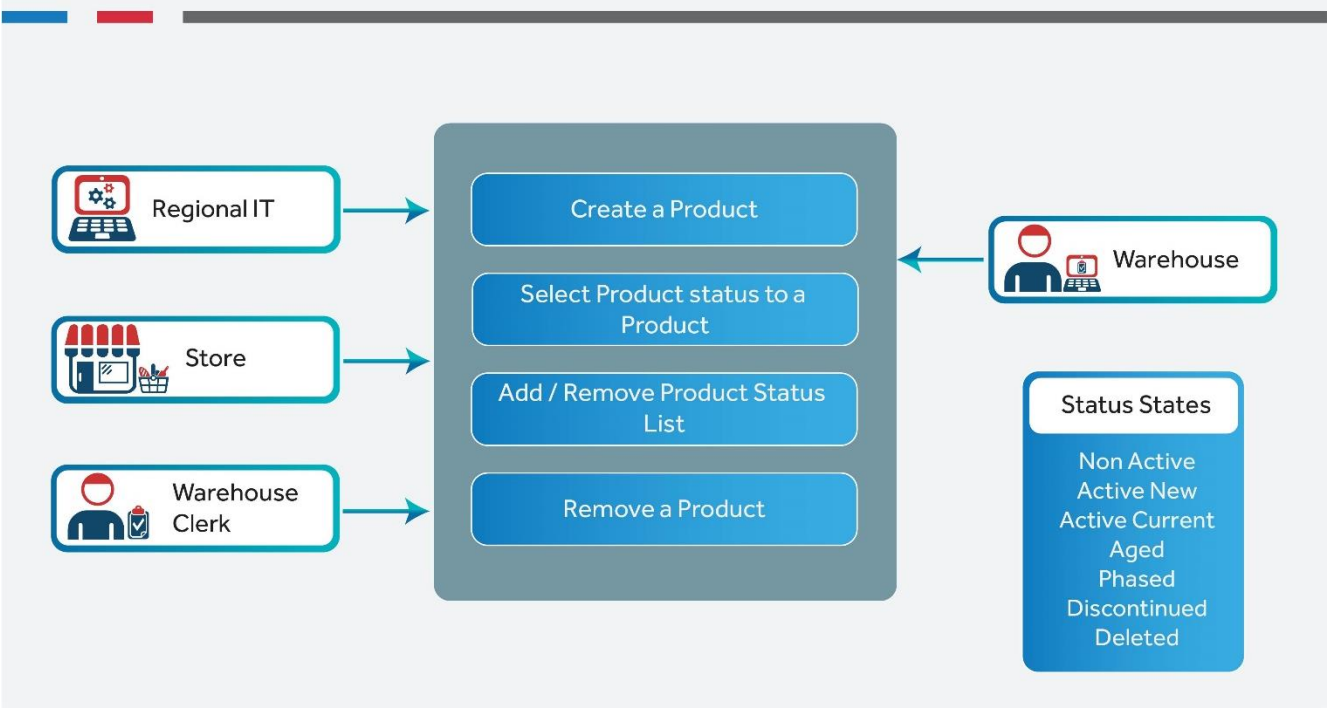 Regional IT
Store
Warehouse
Clerk
Create a Product
Select Product status to a
Product
Add / Remove Product Status
List
Remove a Product
Warehouse
Status States
Non Active
Active New
Active Current
Aged
Phased
Discontinued
Deleted